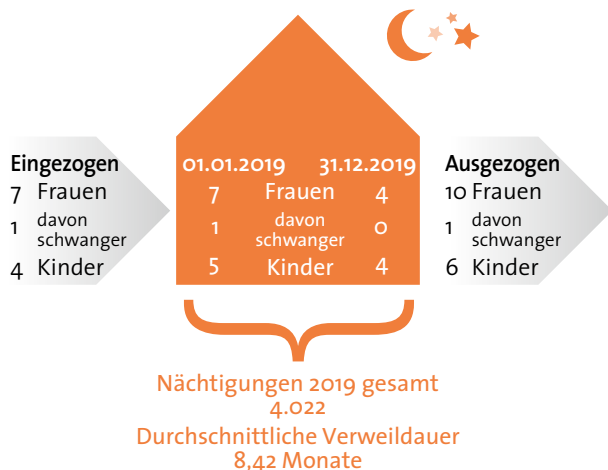 Eingezogen
7 Frauen
1 davon schwanger
4 Kinder
01.01.2019 31.12.2019
7 Frauen 4
1 davon schwanger 0
5 Kinder 4
Ausgezogen
10 Frauen
1 davon schwanger
6 Kinder
Nächtigungen 2019 gesamt
4.022
Durchschnittliche Verweildauer
8,42 Monate